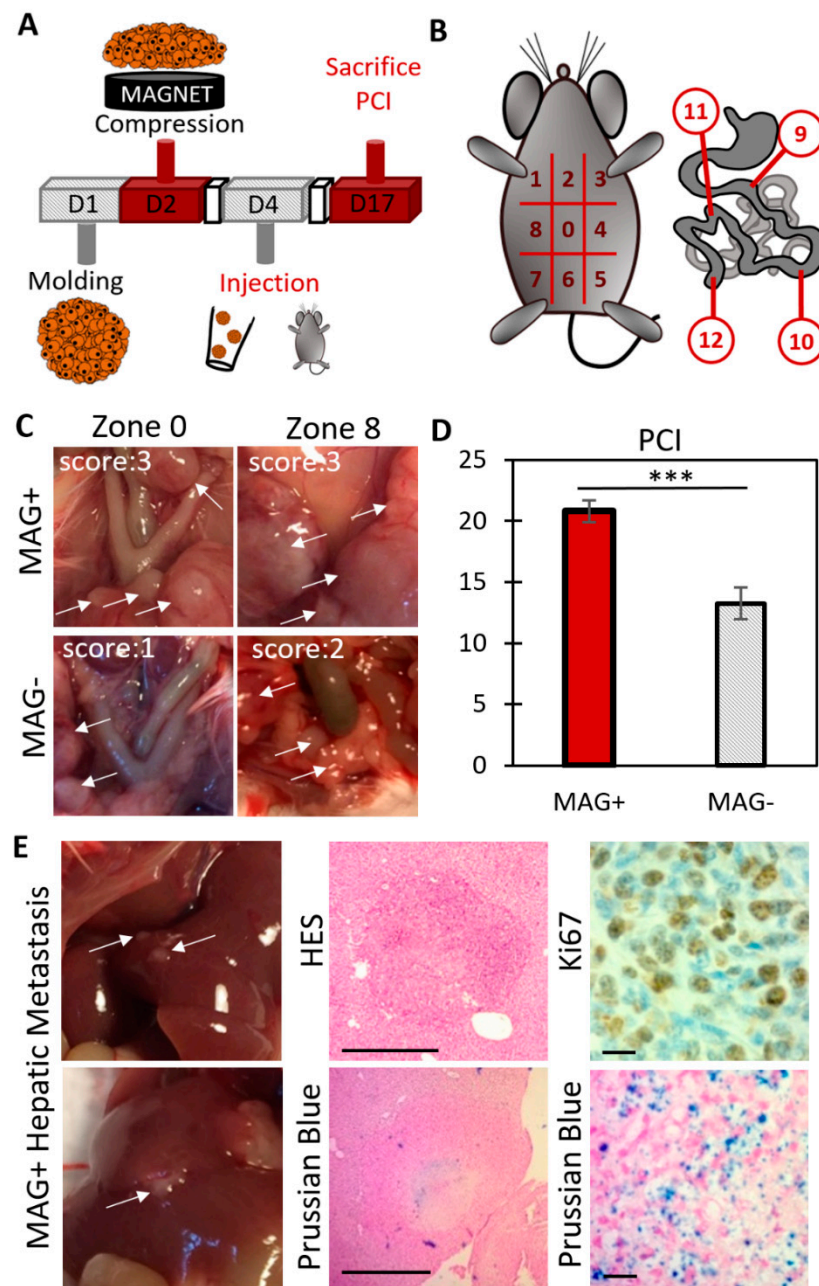 A
MAGNET
Compression
Sacrifice
PCI
D1
D2
D4
D17
Molding
Injection
B
11
9
1
2
3
8
0
4
7
6
5
12
10
C
Zone 0
Zone 8
MAG+
score:3
score:3
MAG-
score:1
score:2
D
PCI
***
25
20
15
10
5
0
MAG+
MAG-
E
MAG+ Hepatic Metastasis
HES
Ki67
Prussian Blue
Prussian Blue